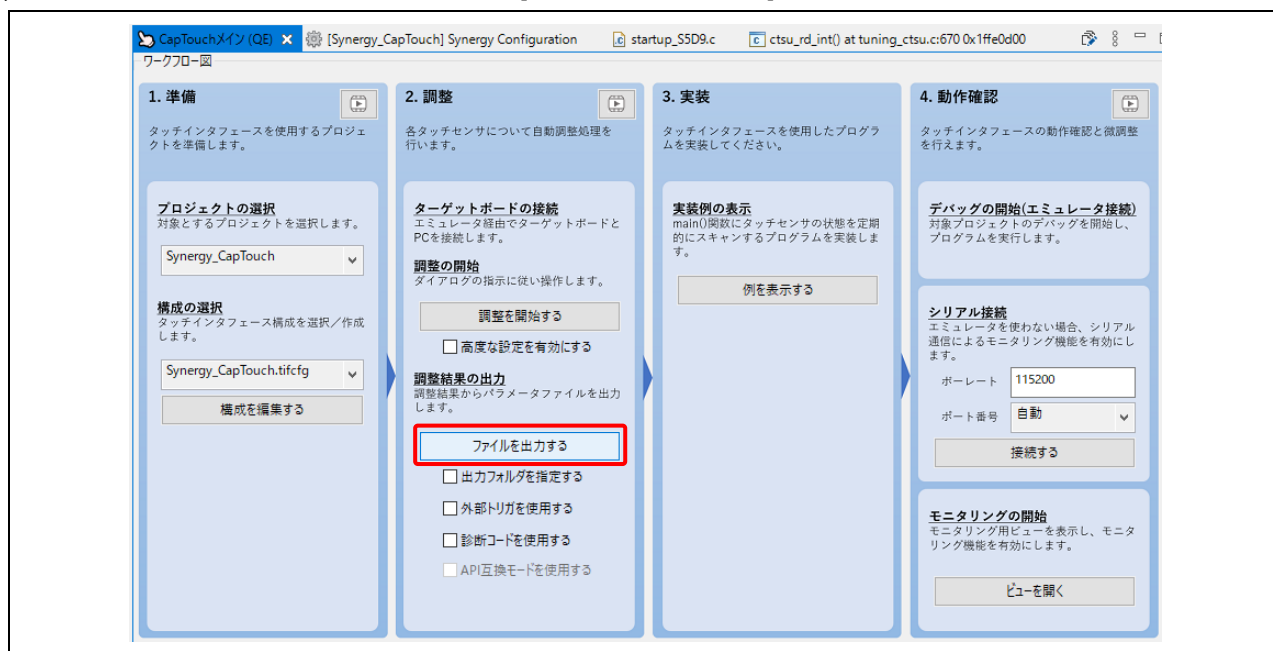 CapTouchメイン (QE)
[Synergy_CapTouch] Synergy Configuration
startup_S5D9.c
ctsu_rd_int() at tuning_ctsu.c:670 0x1ffe0d00
ワークフロー図
1. 準備
タッチインタフェースを使用するプロジェ
クトを準備します。
プロジェクトの選択
対象とするプロジェクトを選択します。
Synergy_CapTouch
構成の選択
タッチインタフェース構成を選択/作成
します。
Synergy_CapTouch.tifcfg
構成を編集する
2. 調整
各タッチセンサについて自動調整処理を
行います。
ターゲットボードの接続
エミュレータ経由でターゲットボードと
PCを接続します。
調整の開始
ダイアログの指示に従い操作します。
調整を開始する
高度な設定を有効にする
調整結果の出力
調整結果からパラメータファイルを出力
します。
ファイルを出力する
出力フォルダを指定する
外部トリガを使用する
診断コードを使用する
API互換モードを使用する
3. 実装
タッチインタフェースを使用したプログラ
ムを実装してください。
実装例の表示
main()関数にタッチセンサの状態を定期
的にスキャンするプログラムを実装しま
す。
例を表示する
4. 動作確認
タッチインタフェースの動作確認と微調整
を行えます。
デバッグの開始(エミュレータ接続)
対象プロジェクトのデバッグを開始し、
プログラムを実行します。
シリアル接続
エミュレータを使わない場合、シリアル
通信によるモニタリング機能を有効にし
ます。
ボーレート 115200
ポート番号 自動
接続する
モニタリングの開始
モニタリング用ビューを表示し、モニタ
リング機能を有効にします。
ビューを開く